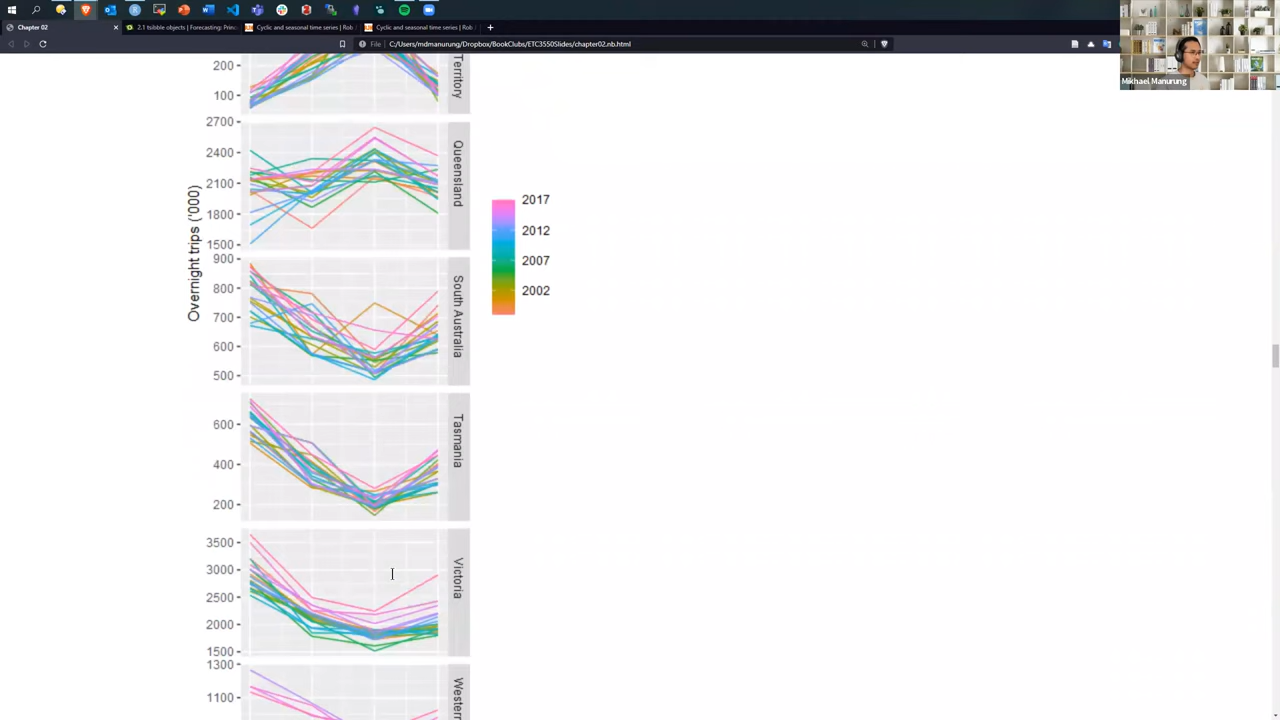 Chapter 02
2.1 tsibble objects | Forecasting: Princ
Cyclic and seasonal time series | Rob
Cyclic and seasonal time series | Rob
File
C:/Users/mdmanurung/Dropbox/BookClubs/ETC3550Slides/chapter02.nb.html
Mikhael Manurung
Overnight trips ('000)
200
100
Territory
2700
2400
2100
1800
1500
Queensland
900
800
700
600
500
South Australia
600
400
200
Tasmania
3500
3000
2500
2000
1500
Victoria
1300
1100
Western
2017
2012
2007
2002